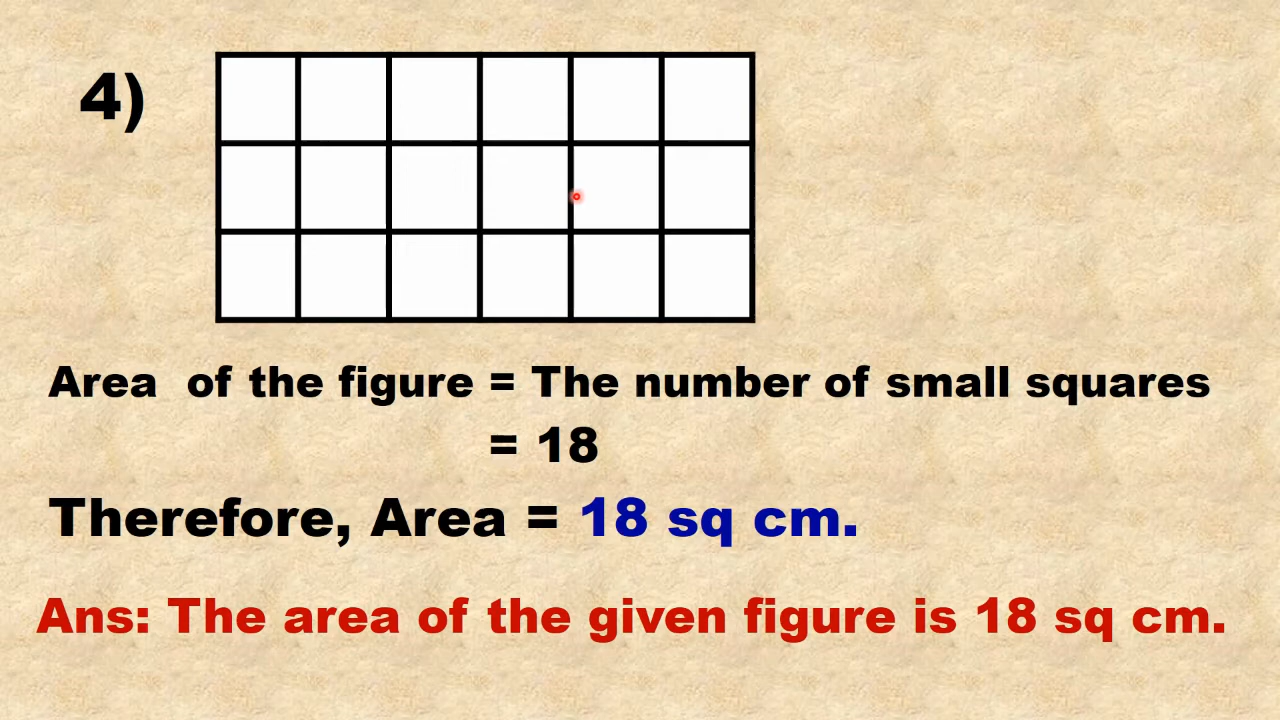 4)
Area of the figure = The number of small squares
= 18
Therefore, Area = 18 sq cm.
Ans: The area of the given figure is 18 sq cm.